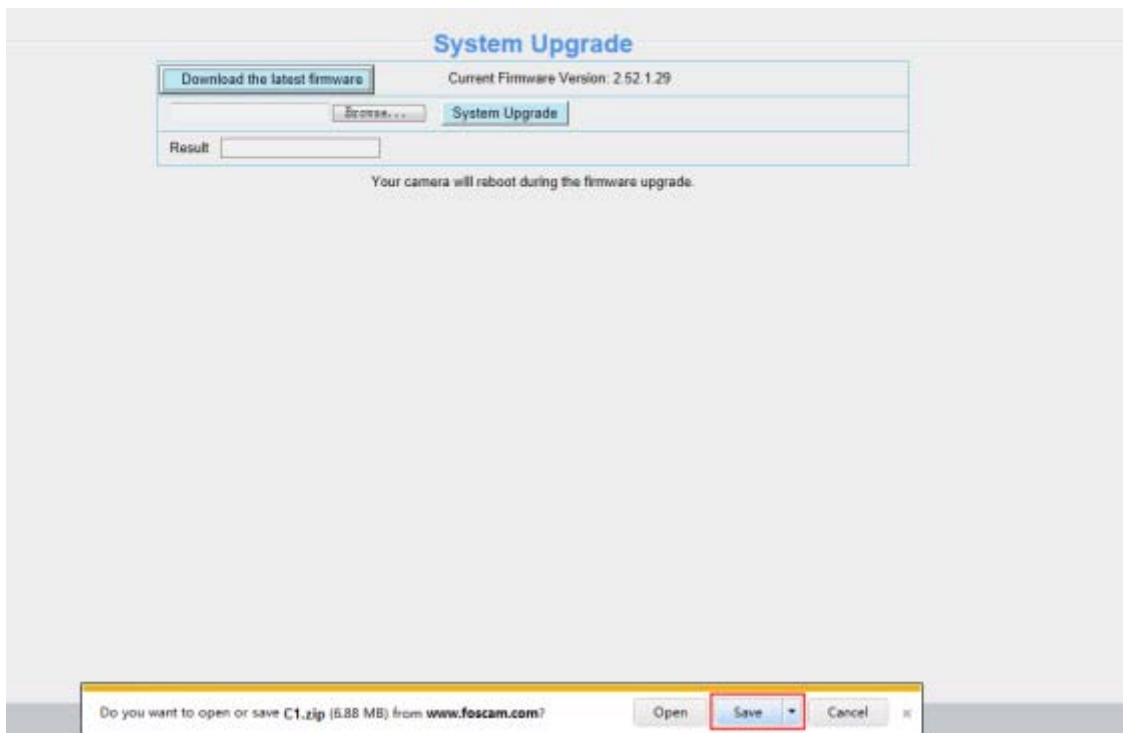 System Upgrade
Download the latest firmware Current Firmware Version: 2.52.1.29
Browse... System Upgrade
Result
Your camera will reboot during the firmware upgrade.
Do you want to open or save C1.zip (6.88 MB) from www.foscam.com? Open Save Cancel